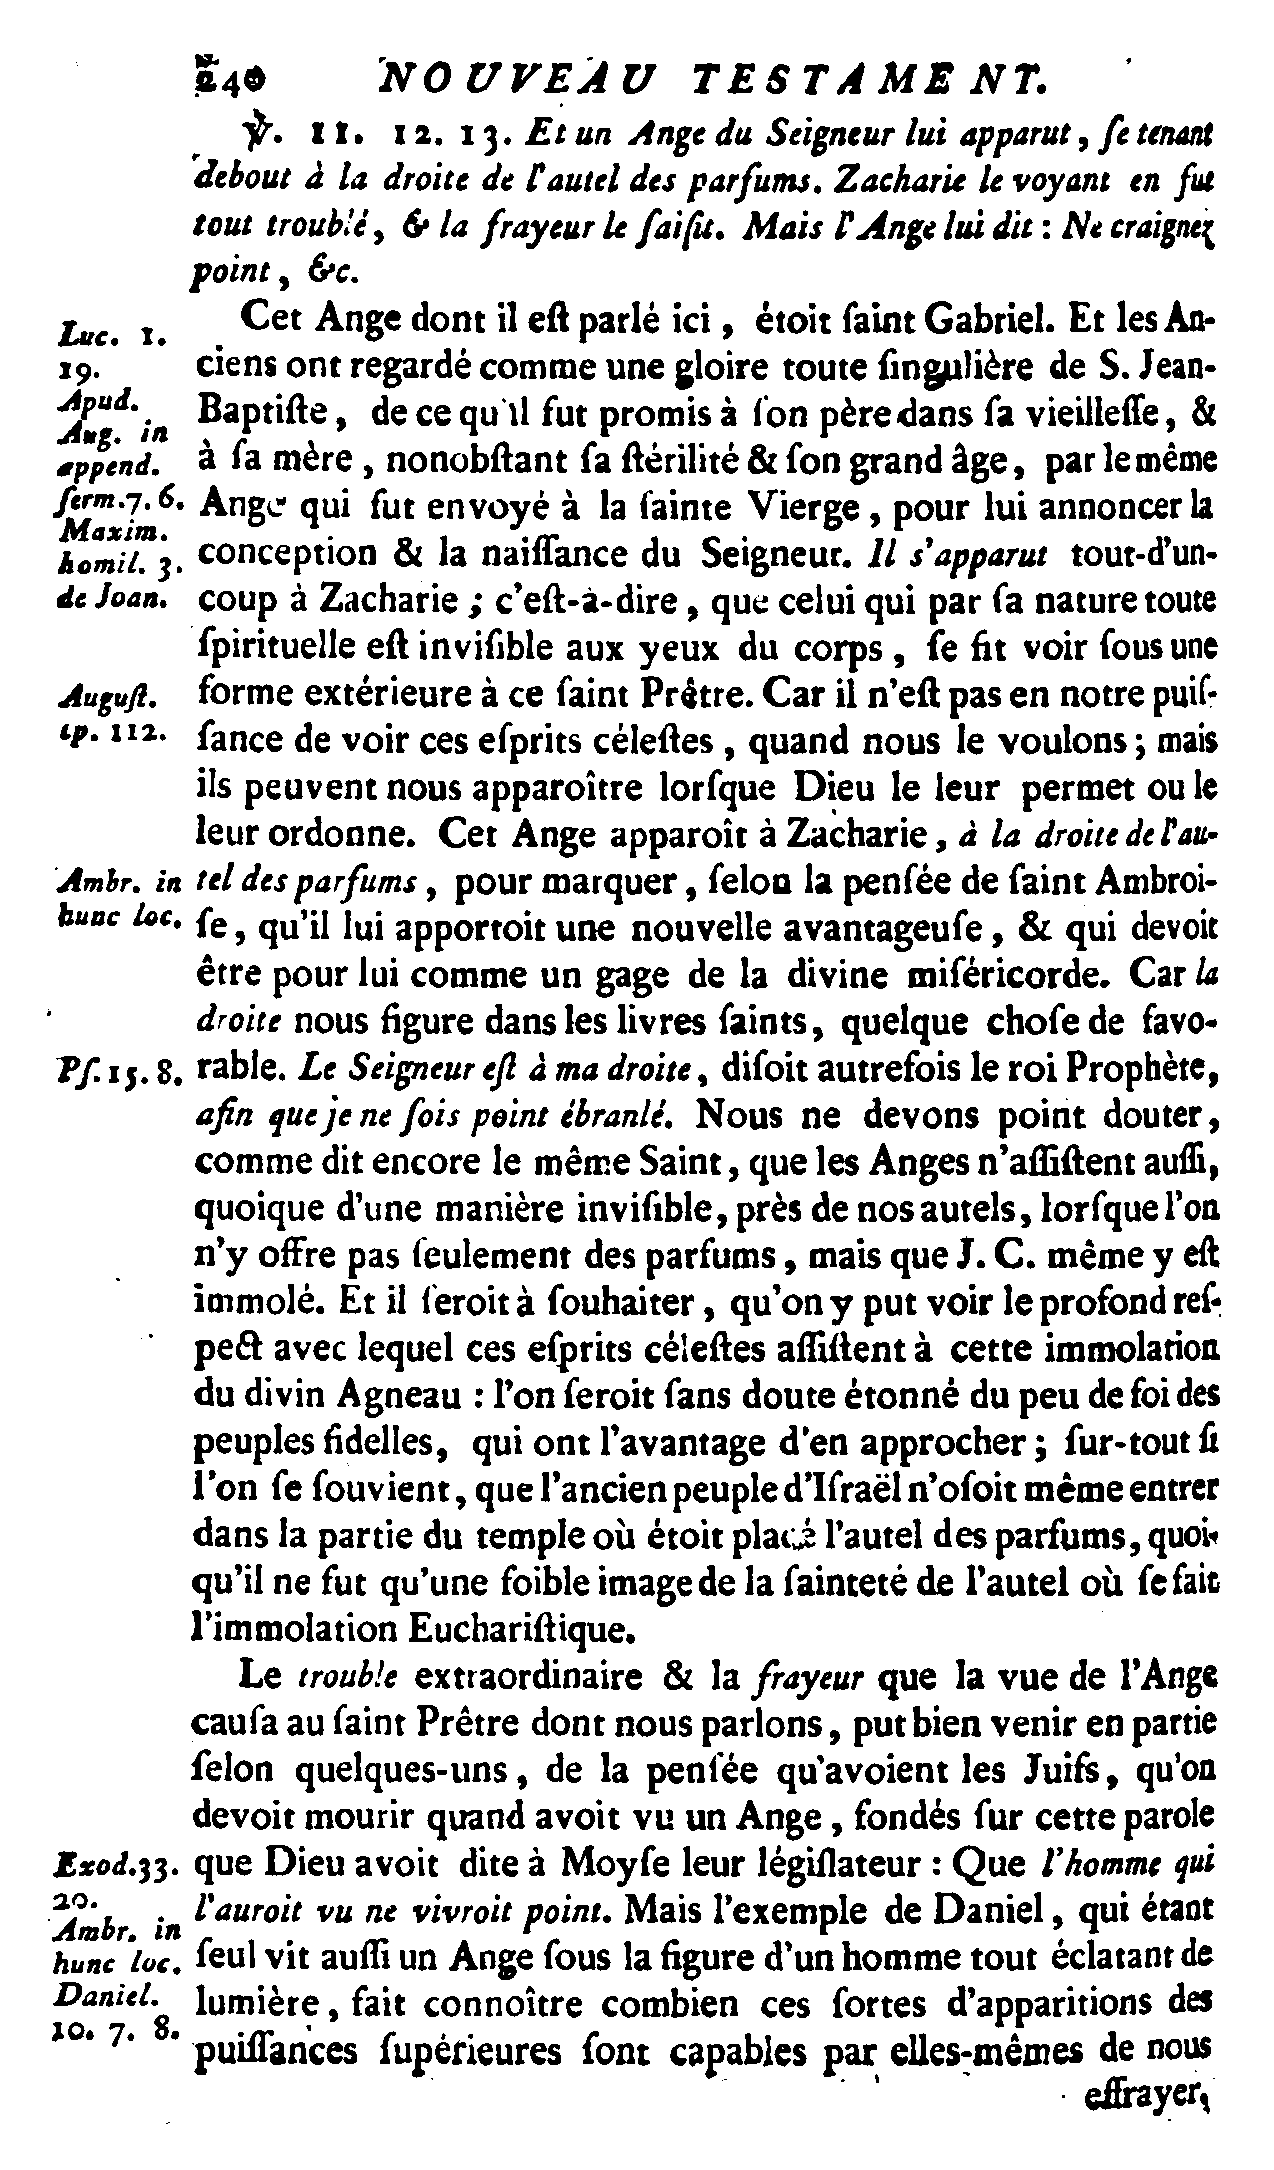 240 NOUVEAU TESTAMENT.
℣. 11. 12. 13. Et un Ange du Seigneur lui apparut, ſe tenant
debout à la droite de l'autel des parfums. Zacharie le voyant en fut
tout troublé, & la frayeur le ſaiſit. Mais l'Ange lui dit : Ne craignez
point, &c.
Cet Ange dont il eſt parlé ici, étoit ſaint Gabriel. Et les An-
Luc. 1.
19.
ciens ont regardé comme une gloire toute ſingulière de S. Jean-
Apud.
Aug. in
append.
ſerm. 7. 6.
Maxim.
homil. 3.
de Joan.
Baptiſte, de ce qu'il fut promis à ſon père dans ſa vieilleſſe, &
à ſa mère, nonobſtant ſa ſtérilité & ſon grand âge, par le même
Ange qui fut envoyé à la ſainte Vierge, pour lui annoncer la
conception & la naiſſance du Seigneur. Il s'apparut tout-d'un-
coup à Zacharie ; c'eſt-à-dire, que celui qui par ſa nature toute
ſpirituelle eſt inviſible aux yeux du corps, ſe fit voir ſous une
forme extérieure à ce ſaint Prêtre. Car il n'eſt pas en notre puiſ-
Auguſt.
ep. 112.
ſance de voir ces eſprits céleſtes, quand nous le voulons ; mais
ils peuvent nous apparoître lorſque Dieu le leur permet ou le
leur ordonne. Cet Ange apparoît à Zacharie, à la droite de l'au-
Ambr. in
hunc loc.
tel des parfums, pour marquer, ſelon la penſée de ſaint Ambroi-
ſe, qu'il lui apportoit une nouvelle avantageuſe, & qui devoit
être pour lui comme un gage de la divine miſéricorde. Car la
droite nous figure dans les livres ſaints, quelque choſe de favo-
Pſ. 15. 8.
rable. Le Seigneur eſt à ma droite, diſoit autrefois le roi Prophète,
afin que je ne ſois point ébranlé. Nous ne devons point douter,
comme dit encore le même Saint, que les Anges n'aſſiſtent auſſi,
quoique d'une manière inviſible, près de nos autels, lorſque l'on
n'y offre pas ſeulement des parfums, mais que J. C. même y eſt
immolé. Et il ſeroit à ſouhaiter, qu'on y put voir le profond reſ-
pect avec lequel ces eſprits céleſtes aſſiſtent à cette immolation
du divin Agneau : l'on ſeroit ſans doute étonné du peu de foi des
peuples fidelles, qui ont l'avantage d'en approcher ; ſur-tout ſi
l'on ſe ſouvient, que l'ancien peuple d'Iſraël n'oſoit même entrer
dans la partie du temple où étoit placé l'autel des parfums, quoi-
qu'il ne fut qu'une foible image de la ſainteté de l'autel où ſe fait
l'immolation Euchariſtique.
Le trouble extraordinaire & la frayeur que la vue de l'Ange
cauſa au ſaint Prêtre dont nous parlons, put bien venir en partie
ſelon quelques-uns, de la penſée qu'avoient les Juifs, qu'on
devoit mourir quand avoit vu un Ange, fondés ſur cette parole
Exod. 33.
20.
Ambr. in
hunc loc.
Daniel.
10. 7. 8.
que Dieu avoit dite à Moyſe leur légiſlateur : Que l'homme qui
l'auroit vu ne vivroit point. Mais l'exemple de Daniel, qui étant
ſeul vit auſſi un Ange ſous la figure d'un homme tout éclatant de
lumière, fait connoître combien ces ſortes d'apparitions des
puiſſances ſupérieures ſont capables par elles-mêmes de nous
effrayer,